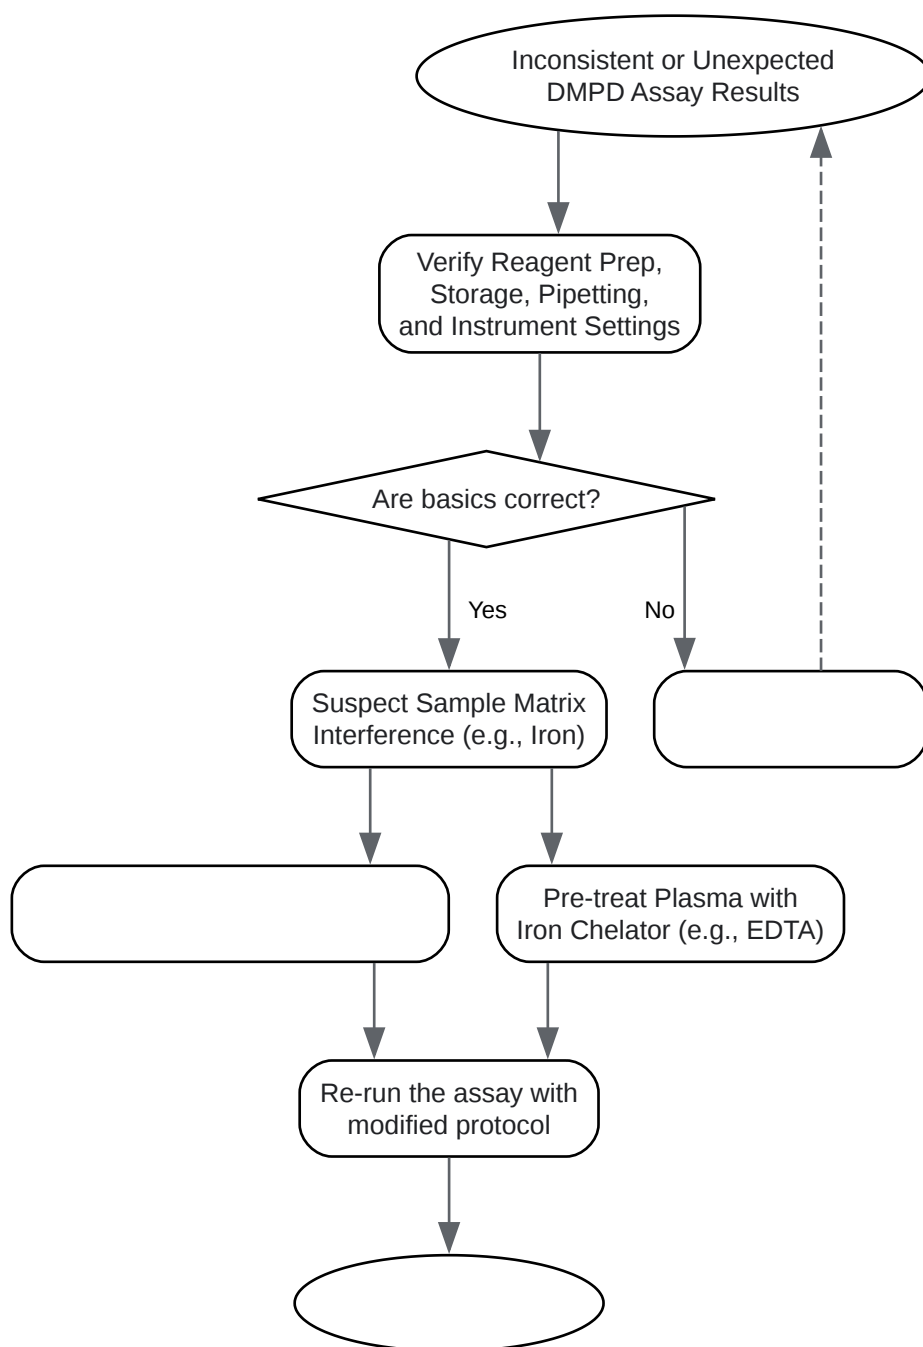 Inconsistent or Unexpected
DMPD Assay Results
Verify Reagent Prep,
Storage, Pipetting,
and Instrument Settings
Are basics correct?
Yes
No
Suspect Sample Matrix
Interference (e.g., Iron)
Pre-treat Plasma with
Iron Chelator (e.g., EDTA)
Re-run the assay with
modified protocol